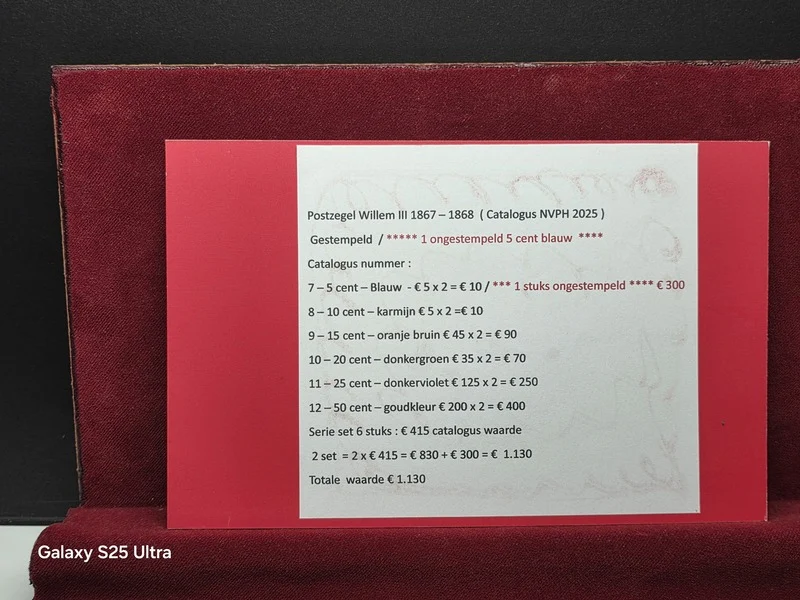 Postzegel Willem III 1867 – 1868 ( Catalogus NVPH 2025 )
Gestempeld / ***** 1 ongestempeld 5 cent blauw ****
Catalogus nummer :
7 – 5 cent – Blauw - € 5 x 2 = € 10 / *** 1 stuks ongestempeld **** € 300
8 – 10 cent – karmijn € 5 x 2 =€ 10
9 – 15 cent – oranje bruin € 45 x 2 = € 90
10 – 20 cent – donkergroen € 35 x 2 = € 70
11 – 25 cent – donkerviolet € 125 x 2 = € 250
12 – 50 cent – goudkleur € 200 x 2 = € 400
Serie set 6 stuks : € 415 catalogus waarde
2 set = 2 x € 415 = € 830 + € 300 = € 1.130
Totale waarde € 1.130
Galaxy S25 Ultra